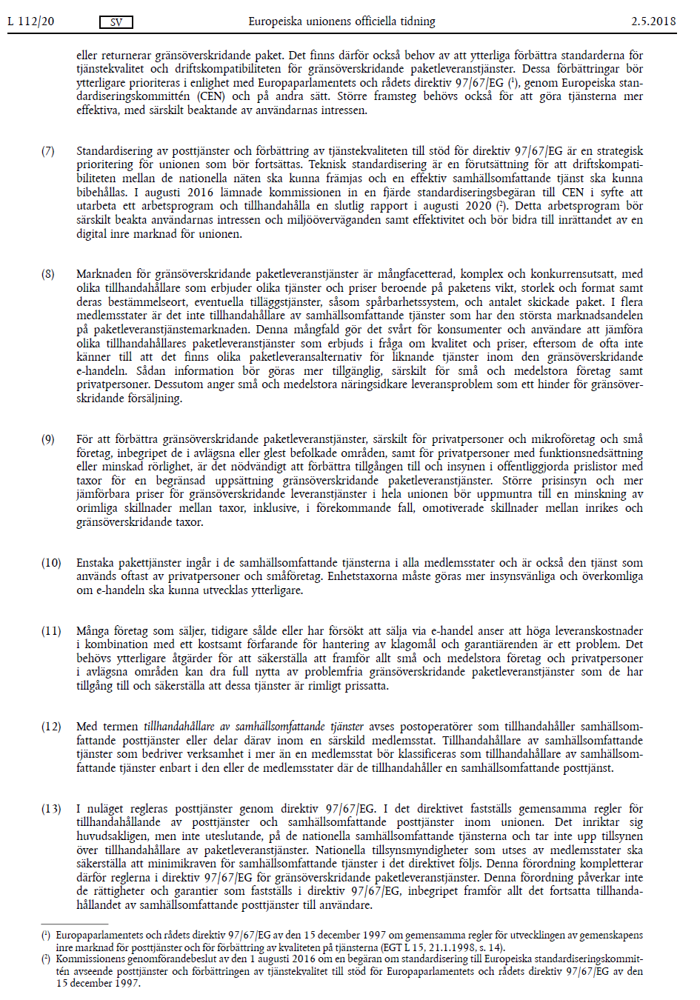 L 112/20 SV Europeiska unionens officiella tidning 2.5.2018
eller returnerar gränsöverskridande paket. Det finns därför också behov av att ytterliga förbättra standarderna för
tjänstekvalitet och driftskompatibiliteten för gränsöverskridande paketleveranstjänster. Dessa förbättringar bör
ytterligare prioriteras i enlighet med Europaparlamentets och rådets direktiv 97/67/EG (¹), genom Europeiska stan-
dardiseringskommittén (CEN) och på andra sätt. Större framsteg behövs också för att göra tjänsterna mer
effektiva, med särskilt beaktande av användarnas intressen.
(7) Standardisering av posttjänster och förbättring av tjänstekvaliteten till stöd för direktiv 97/67/EG är en strategisk
prioritering för unionen som bör fortsättas. Teknisk standardisering är en förutsättning för att driftskompati-
biliteten mellan de nationella näten ska kunna främjas och en effektiv samhällsomfattande tjänst ska kunna
bibehållas. I augusti 2016 lämnade kommissionen in en fjärde standardiseringsbegäran till CEN i syfte att
utarbeta ett arbetsprogram och tillhandahålla en slutlig rapport i augusti 2020 (²). Detta arbetsprogram bör
särskilt beakta användarnas intressen och miljööverväganden samt effektivitet och bör bidra till inrättandet av en
digital inre marknad för unionen.
(8) Marknaden för gränsöverskridande paketleveranstjänster är mångfacetterad, komplex och konkurrensutsatt, med
olika tillhandahållare som erbjuder olika tjänster och priser beroende på paketens vikt, storlek och format samt
deras bestämmelseort, eventuella tilläggstjänster, såsom spårbarhetssystem, och antalet skickade paket. I flera
medlemsstater är det inte tillhandahållare av samhällsomfattande tjänster som har den största marknadsandelen
på paketleveranstjänstemarknaden. Denna mångfald gör det svårt för konsumenter och användare att jämföra
olika tillhandahållares paketleveranstjänster som erbjuds i fråga om kvalitet och priser, eftersom de ofta inte
känner till att det finns olika paketleveransalternativ för liknande tjänster inom den gränsöverskridande
e-handeln. Sådan information bör göras mer tillgänglig, särskilt för små och medelstora företag samt
privatpersoner. Dessutom anger små och medelstora näringsidkare leveransproblem som ett hinder för gränsöver-
skridande försäljning.
(9) För att förbättra gränsöverskridande paketleveranstjänster, särskilt för privatpersoner och mikroföretag och små
företag, inbegripet de i avlägsna eller glest befolkade områden, samt för privatpersoner med funktionsnedsättning
eller minskad rörlighet, är det nödvändigt att förbättra tillgången till och insynen i offentliggjorda prislistor med
taxor för en begränsad uppsättning gränsöverskridande paketleveranstjänster. Större prisinsyn och mer
jämförbara priser för gränsöverskridande leveranstjänster i hela unionen bör uppmuntra till en minskning av
orimliga skillnader mellan taxor, inklusive, i förekommande fall, omotiverade skillnader mellan inrikes och
gränsöverskridande taxor.
(10) Enstaka pakettjänster ingår i de samhällsomfattande tjänsterna i alla medlemsstater och är också den tjänst som
används oftast av privatpersoner och småföretag. Enhetstaxorna måste göras mer insynsvänliga och överkomliga
om e-handeln ska kunna utvecklas ytterligare.
(11) Många företag som säljer, tidigare sålde eller har försökt att sälja via e-handel anser att höga leveranskostnader
i kombination med ett kostsamt förfarande för hantering av klagomål och garantiärenden är ett problem. Det
behövs ytterligare åtgärder för att säkerställa att framför allt små och medelstora företag och privatpersoner
i avlägsna områden kan dra full nytta av problemfria gränsöverskridande paketleveranstjänster som de har
tillgång till och säkerställa att dessa tjänster är rimligt prissatta.
(12) Med termen tillhandahållare av samhällsomfattande tjänster avses postoperatörer som tillhandahåller samhällsom-
fattande posttjänster eller delar därav inom en särskild medlemsstat. Tillhandahållare av samhällsomfattande
tjänster som bedriver verksamhet i mer än en medlemsstat bör klassificeras som tillhandahållare av samhällsom-
fattande tjänster enbart i den eller de medlemsstater där de tillhandahåller en samhällsomfattande posttjänst.
(13) I nuläget regleras posttjänster genom direktiv 97/67/EG. I det direktivet fastställs gemensamma regler för
tillhandahållande av posttjänster och samhällsomfattande posttjänster inom unionen. Det inriktar sig
huvudsakligen, men inte uteslutande, på de nationella samhällsomfattande tjänsterna och tar inte upp tillsynen
över tillhandahållare av paketleveranstjänster. Nationella tillsynsmyndigheter som utses av medlemsstater ska
säkerställa att minimikraven för samhällsomfattande tjänster i det direktivet följs. Denna förordning kompletterar
därför reglerna i direktiv 97/67/EG för gränsöverskridande paketleveranstjänster. Denna förordning påverkar inte
de rättigheter och garantier som fastställs i direktiv 97/67/EG, inbegripet framför allt det fortsatta tillhanda-
hållandet av samhällsomfattande posttjänster till användare.
(¹) Europaparlamentets och rådets direktiv 97/67/EG av den 15 december 1997 om gemensamma regler för utvecklingen av gemenskapens
inre marknad för posttjänster och för förbättring av kvaliteten på tjänsterna (EGT L 15, 21.1.1998, s. 14).
(²) Kommissionens genomförandebeslut av den 1 augusti 2016 om en begäran om standardisering till Europeiska standardiseringskommit-
tén avseende posttjänster och förbättringen av tjänstekvalitet till stöd för Europaparlamentets och rådets direktiv 97/67/EG av den
15 december 1997.